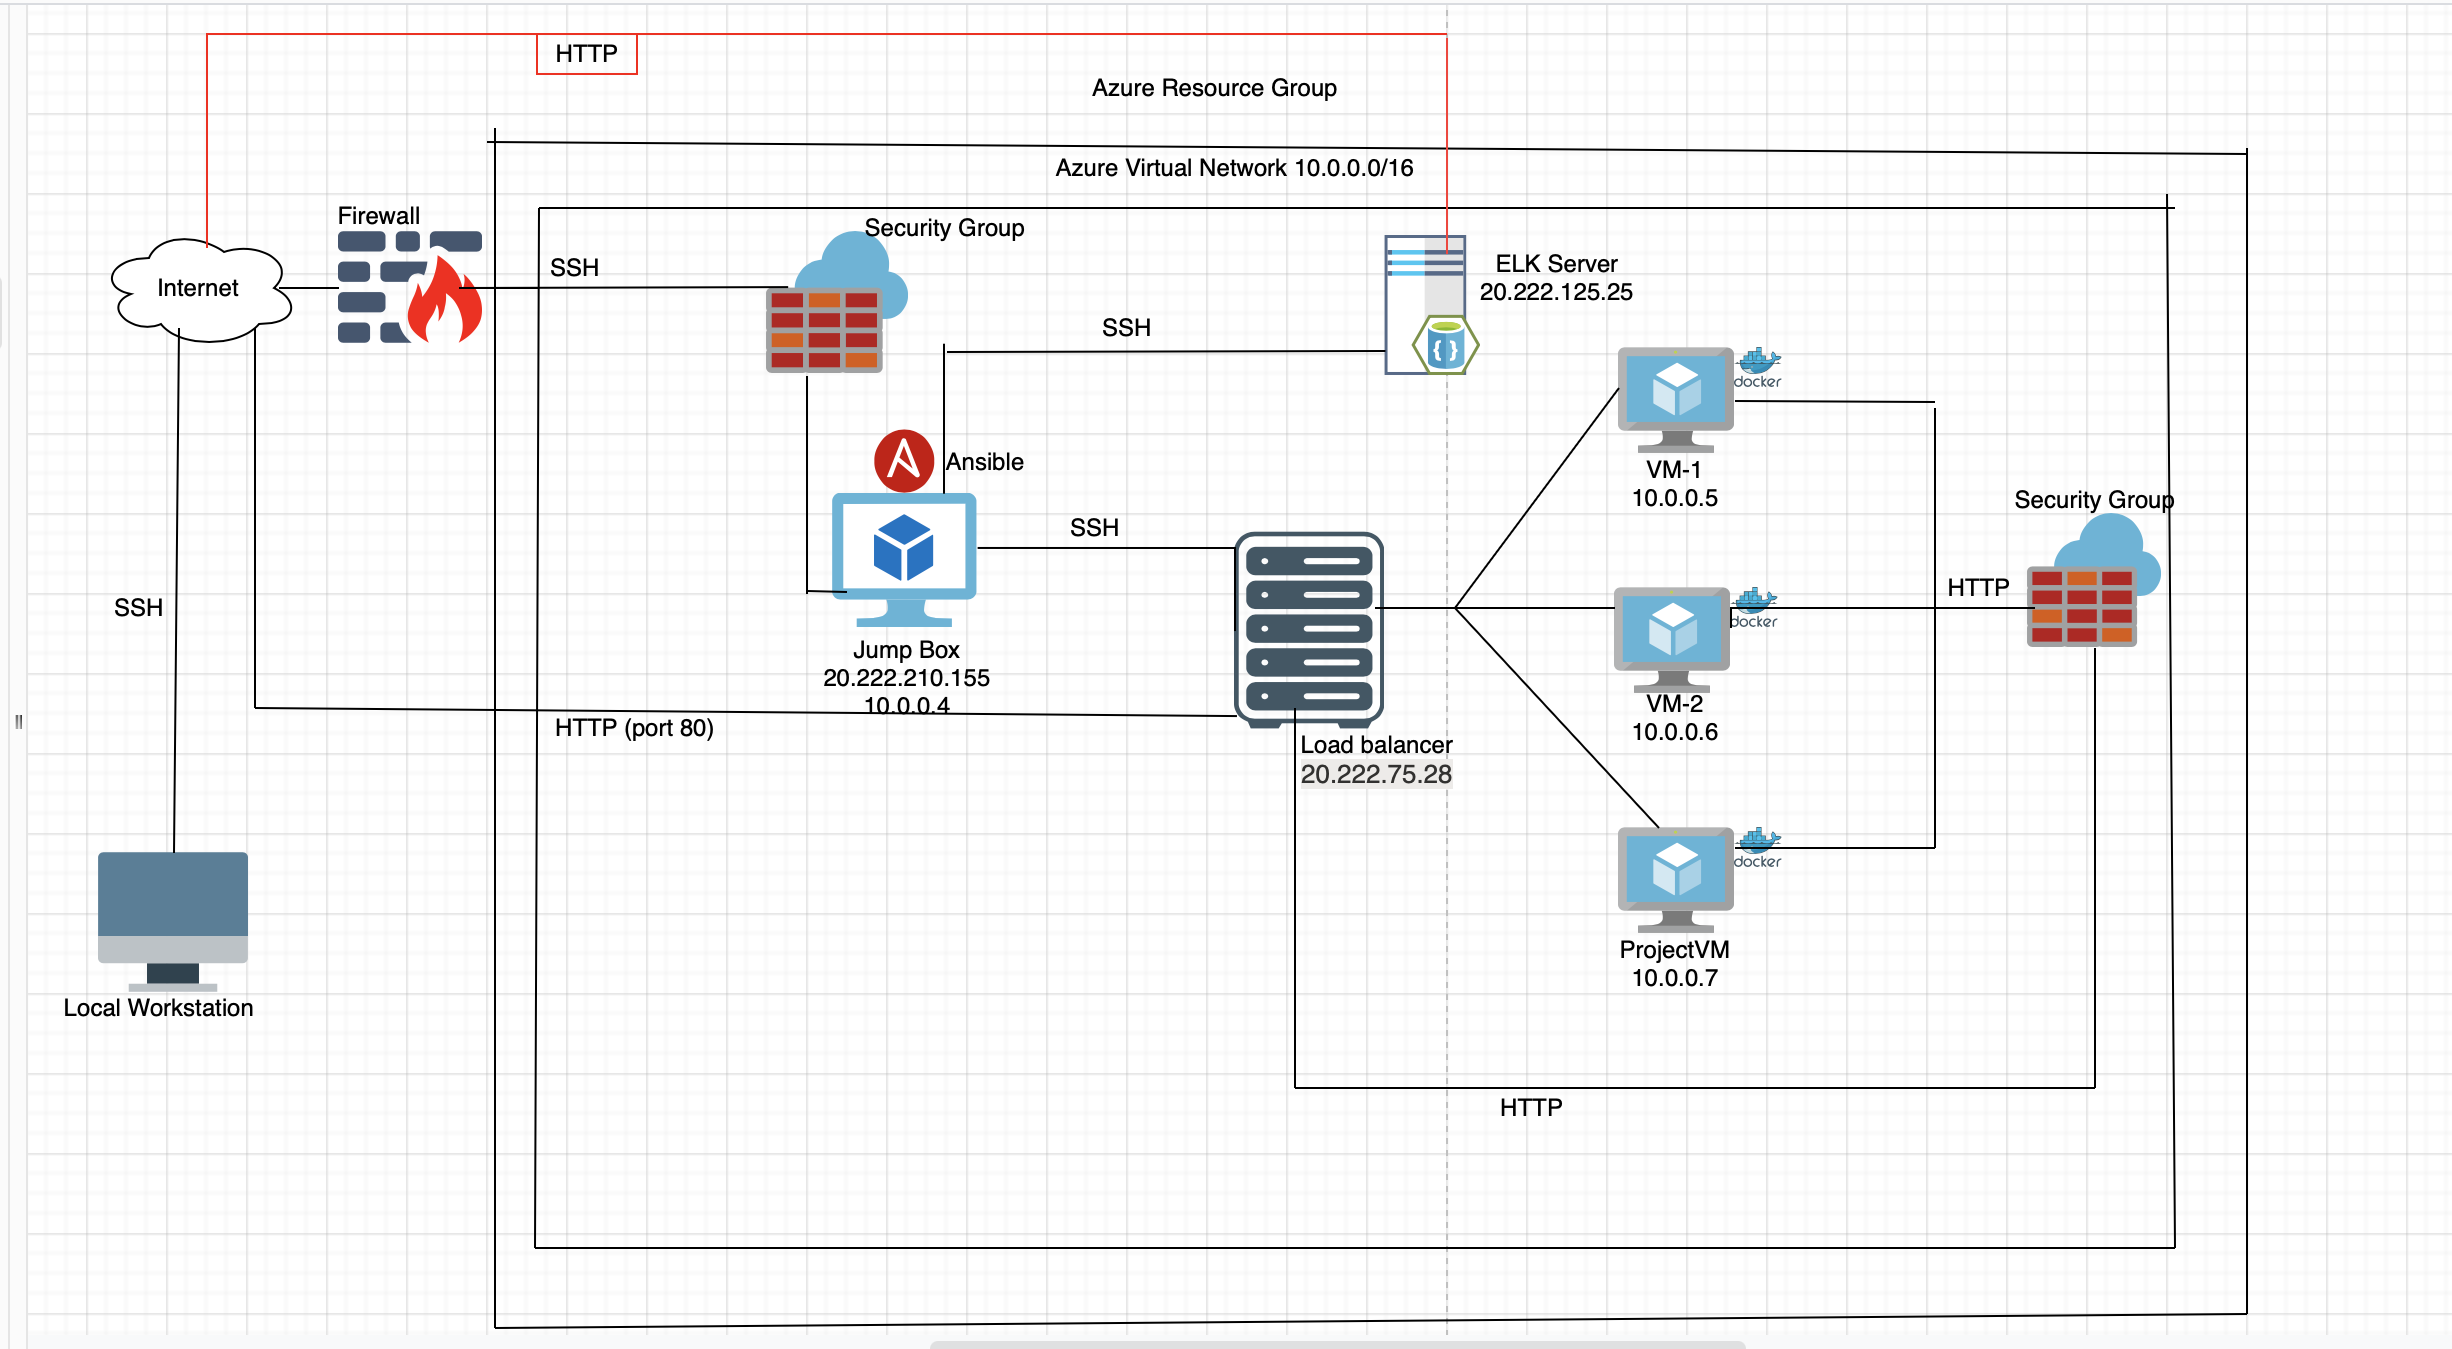 HTTP
Azure Resource Group
Azure Virtual Network 10.0.0.0/16
Firewall
Security Group
Internet
SSH
ELK Server
20.222.125.25
SSH
docker
Ansible
VM-1
10.0.0.5
Security Group
SSH
HTTP
SSH
docker
Jump Box
20.222.210.155
10.0.0.4
VM-2
10.0.0.6
HTTP (port 80)
Load balancer
20.222.75.28
docker
ProjectVM
10.0.0.7
Local Workstation
HTTP